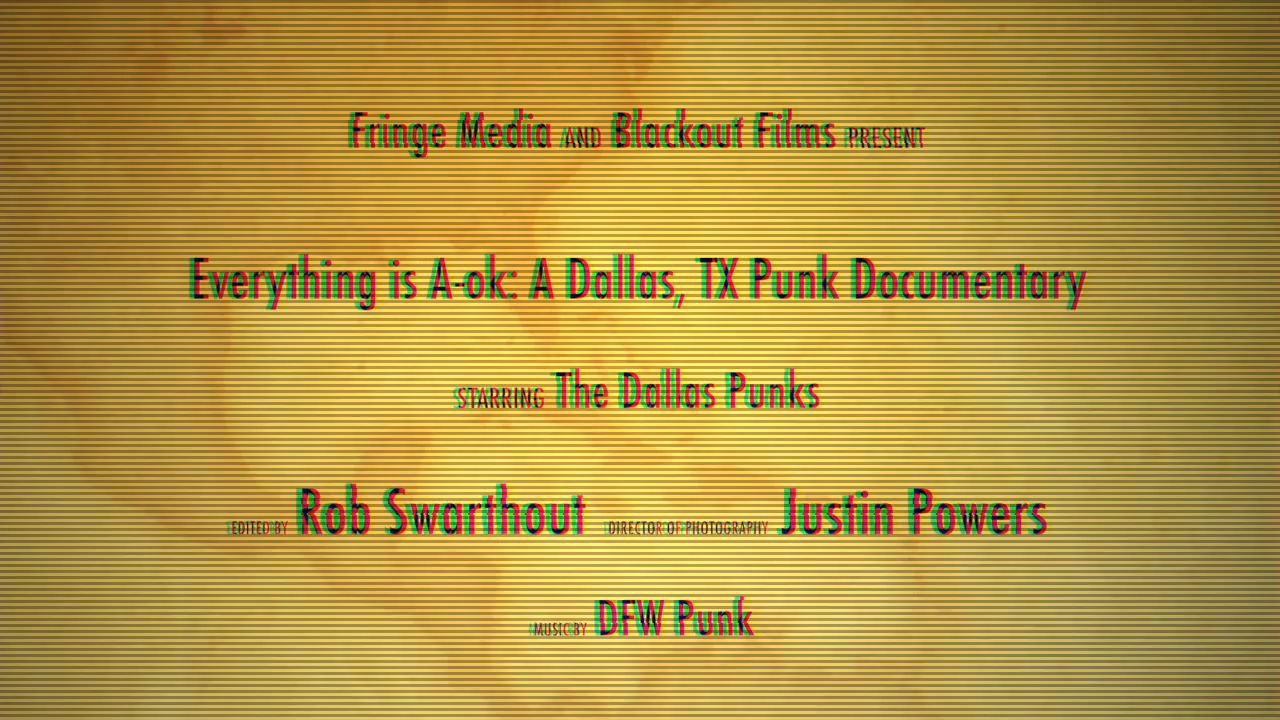 Fringe Media AND Blackout Films PRESENT
Everything is A-ok: A Dallas, TX Punk Documentary
STARRING The Dallas Punks
EDITED BY Rob Swarthout DIRECTOR OF PHOTOGRAPHY Justin Powers
MUSIC BY DFW Punk